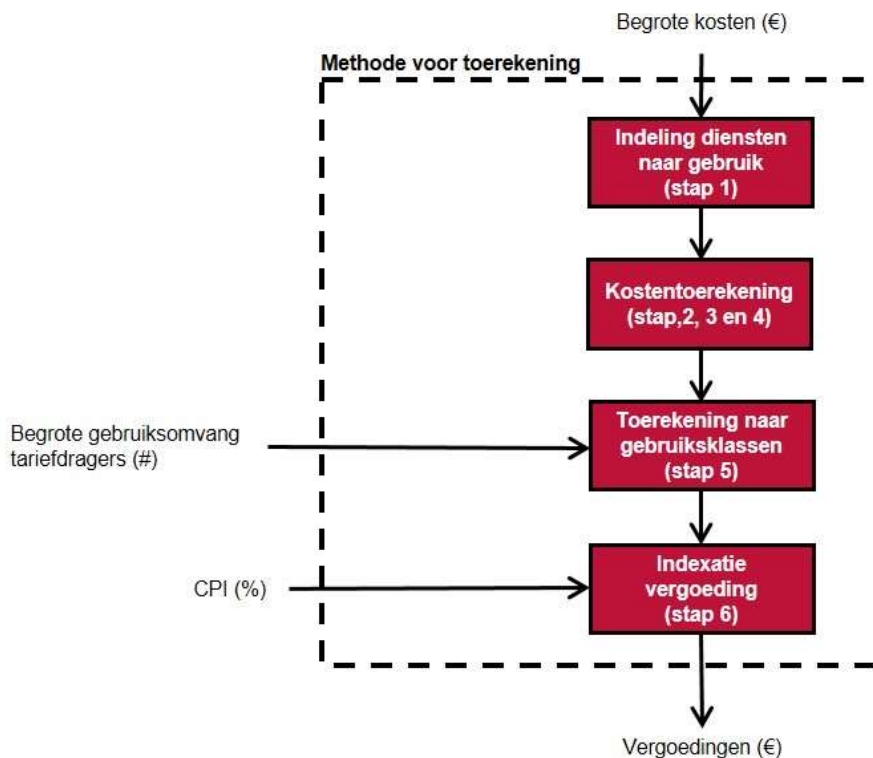 Begrote kosten (€)
Methode voor toerekening
Indeling diensten
naar gebruik
(stap 1)
Kostentoerekening
(stap,2, 3 en 4)
Begrote gebruiksomvang
tariefdragers (#)
Toerekening naar
gebruiksklassen
(stap 5)
CPI (%)
Indexatie
vergoeding
(stap 6)
Vergoedingen (€)